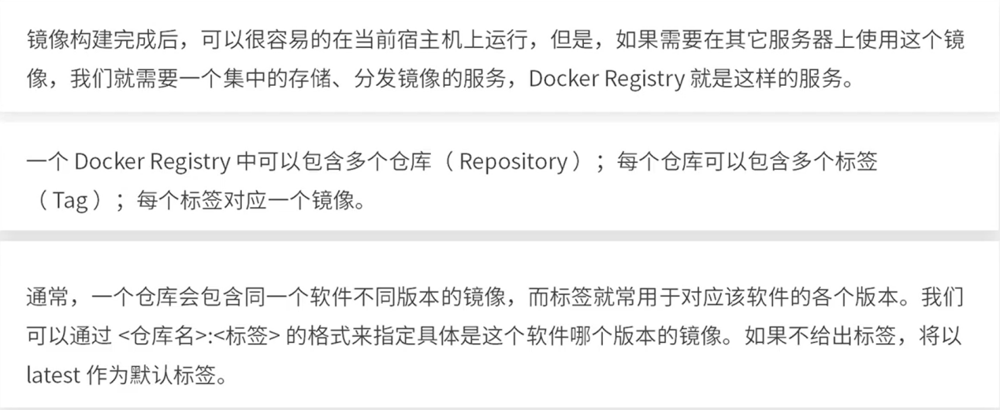 镜像构建完成后，可以很容易的在当前宿主机上运行，但是，如果需要在其它服务器上使用这个镜
像，我们就需要一个集中的存储、分发镜像的服务，Docker Registry 就是这样的服务。
一个 Docker Registry 中可以包含多个仓库（ Repository ）；每个仓库可以包含多个标签
（ Tag ）；每个标签对应一个镜像。
通常，一个仓库会包含同一个软件不同版本的镜像，而标签就常用于对应该软件的各个版本。我们
可以通过 <仓库名>:<标签> 的格式来指定具体是这个软件哪个版本的镜像。如果不给出标签，将以
latest 作为默认标签。